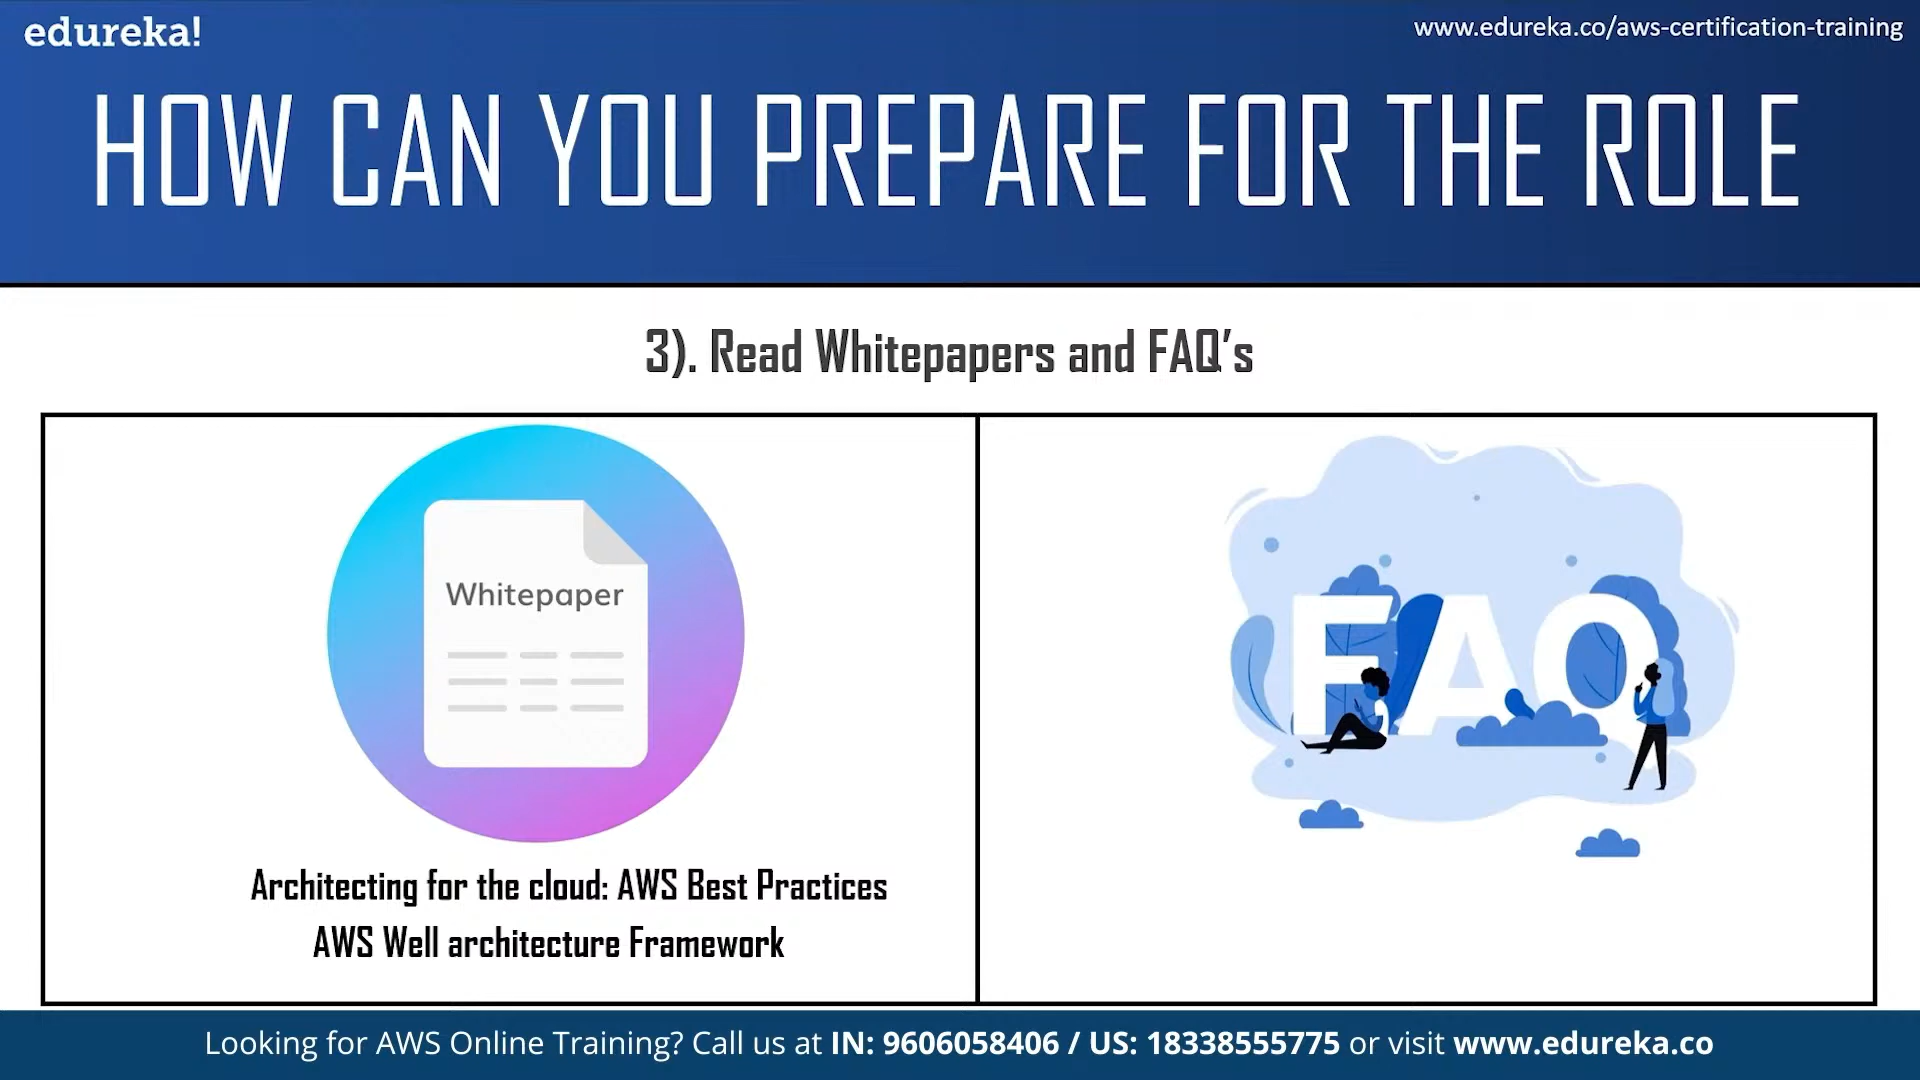 edureka!
www.edureka.co/aws-certification-training
HOW CAN YOU PREPARE FOR THE ROLE
3). Read Whitepapers and FAQ’s
Whitepaper
Architecting for the cloud: AWS Best Practices
AWS Well architecture Framework
FAQ
Looking for AWS Online Training? Call us at IN: 9606058406 / US: 18338555775 or visit www.edureka.co